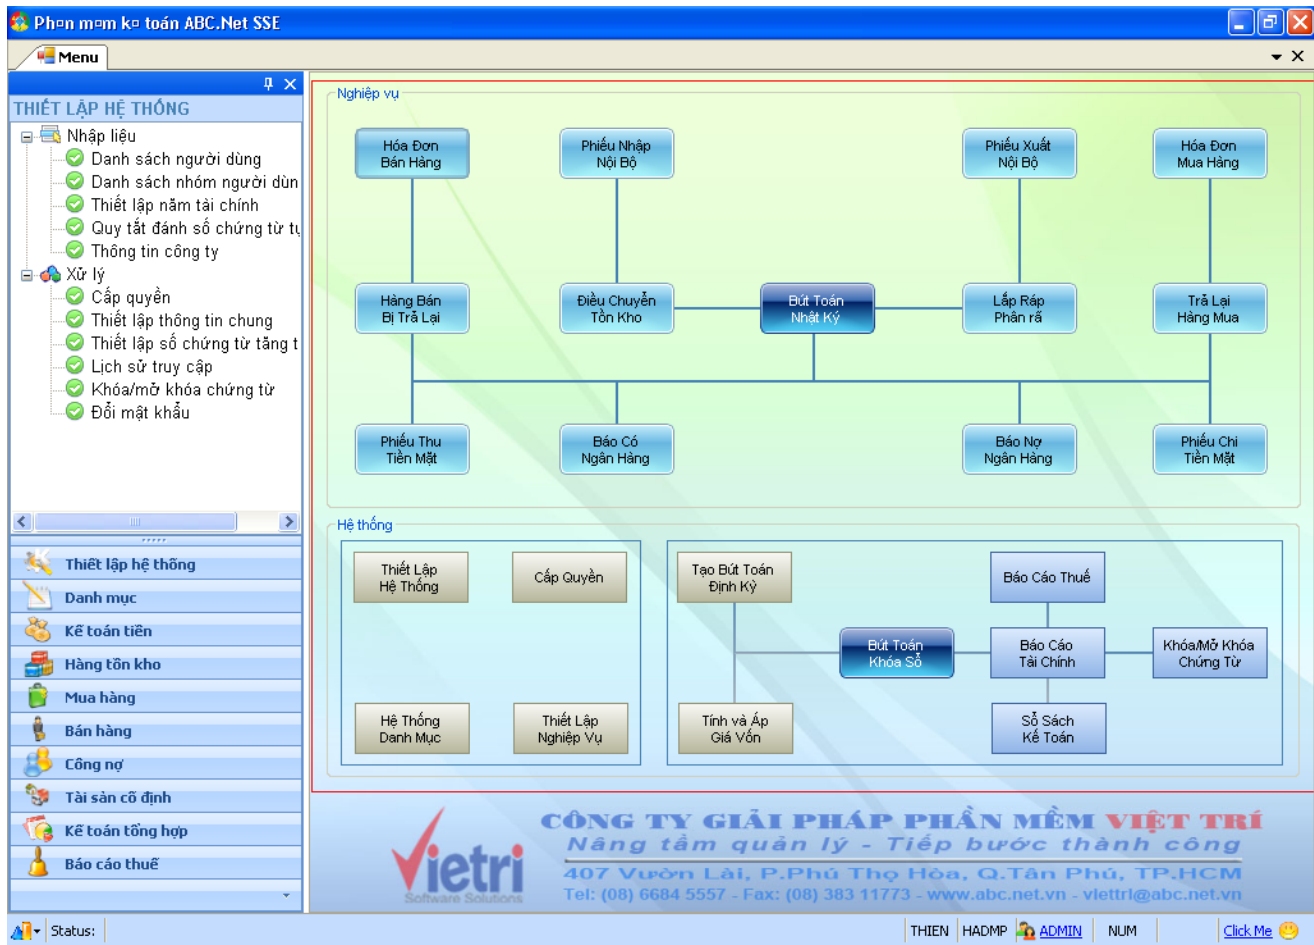 Ph¤n m¤m k¤ toán ABC.Net SSE
Menu
THIẾT LẬP HỆ THỐNG
Nhập liệu
Danh sách người dùng
Danh sách nhóm người dùn
Thiết lập năm tài chính
Quy tắt đánh số chứng từ tụ
Thông tin công ty
Xử lý
Cấp quyền
Thiết lập thông tin chung
Thiết lập số chứng từ tăng t
Lịch sử truy cập
Khóa/mở khóa chứng từ
Đổi mật khẩu
Thiết lập hệ thống
Danh mục
Kế toán tiền
Hàng tồn kho
Mua hàng
Bán hàng
Công nợ
Tài sản cố định
Kế toán tổng hợp
Báo cáo thuế
Nghiệp vụ
Hóa Đơn
Bán Hàng
Phiếu Nhập
Nội Bộ
Phiếu Xuất
Nội Bộ
Hóa Đơn
Mua Hàng
Hàng Bán
Bị Trả Lại
Điều Chuyển
Tồn Kho
Bút Toán
Nhật Ký
Lắp Ráp
Phân rã
Trả Lại
Hàng Mua
Phiếu Thu
Tiền Mặt
Báo Có
Ngân Hàng
Báo Nợ
Ngân Hàng
Phiếu Chi
Tiền Mặt
Hệ thống
Thiết Lập
Hệ Thống
Cấp Quyền
Tạo Bút Toán
Định Kỳ
Báo Cáo Thuế
Bút Toán
Khóa Sổ
Báo Cáo
Tài Chính
Khóa/Mở Khóa
Chứng Từ
Hệ Thống
Danh Mục
Thiết Lập
Nghiệp Vụ
Tính và Áp
Giá Vốn
Sổ Sách
Kế Toán
Vietri
Software Solutions
CÔNG TY GIẢI PHÁP PHẦN MỀM VIỆT TRÍ
Nâng tầm quản lý - Tiếp bước thành công
407 Vườn Lài, P.Phú Thọ Hòa, Q.Tân Phú, TP.HCM
Tel: (08) 6684 5557 - Fax: (08) 383 11773 - www.abc.net.vn - viettri@abc.net.vn
Status:
THIEN
HADMP
ADMIN
NUM
Click Me